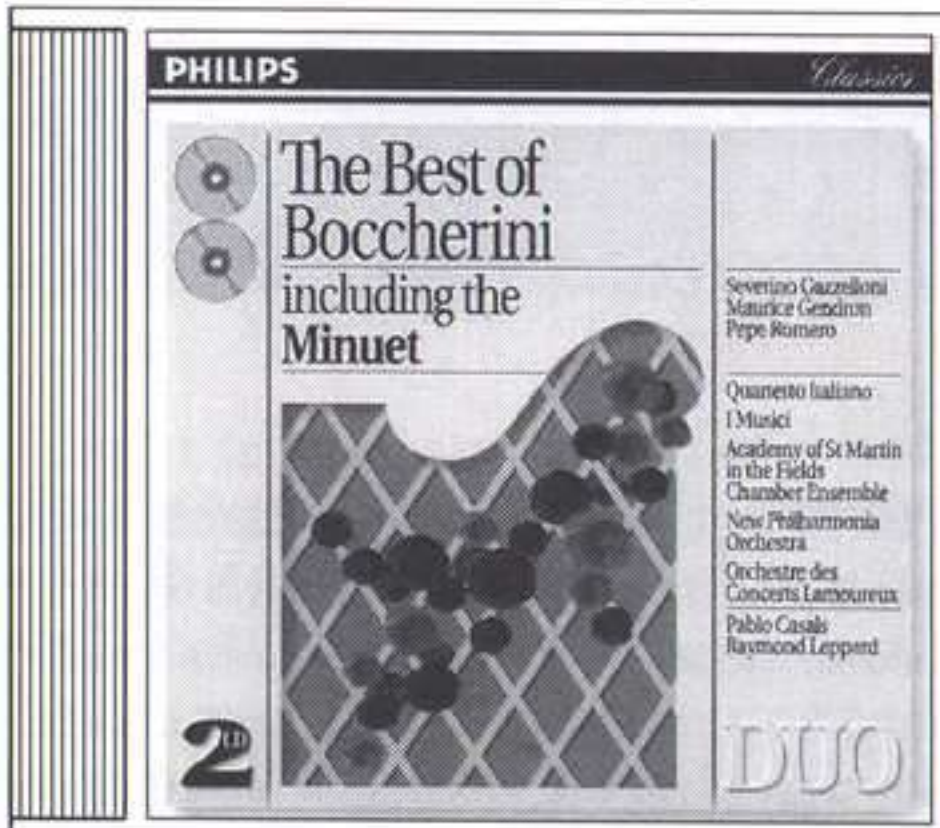 PHILIPS
Classics
The Best of
Boccherini
including the
Minuet
Severino Gazzelloni
Maurice Gendron
Pepe Romero
Quartetto Italiano
I Musici
Academy of St Martin
in the Fields
Chamber Ensemble
New Philharmonia
Orchestra
Orchestre des
Concerts Lamoureux
Pablo Casals
Raymond Leppard
2 CD
DUO